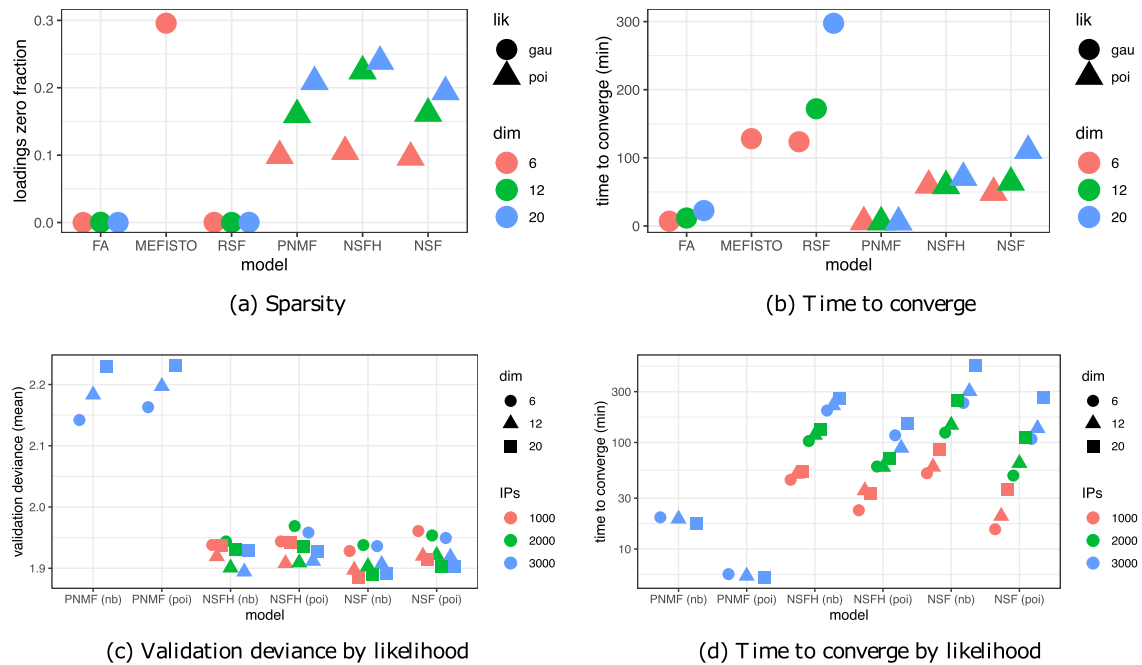 loadings zero fraction
0.3
0.2
0.1
0.0
FA
MEFISTO
RSF
PNMF
NSFH
NSF
model
lik
gau
poi
dim
6
12
20
(a) Sparsity
time to converge (min)
300
200
100
0
FA
MEFISTO
RSF
PNMF
NSFH
NSF
model
lik
gau
poi
dim
6
12
20
(b) Time to converge
validation deviance (mean)
2.2
2.1
2.0
1.9
PNMF (nb)
PNMF (poi)
NSFH (nb)
NSFH (poi)
NSF (nb)
NSF (poi)
model
dim
6
12
20
IPs
1000
2000
3000
(c) Validation deviance by likelihood
time to converge (min)
300
100
30
10
PNMF (nb)
PNMF (poi)
NSFH (nb)
NSFH (poi)
NSF (nb)
NSF (poi)
model
dim
6
12
20
IPs
1000
2000
3000
(d) Time to converge by likelihood